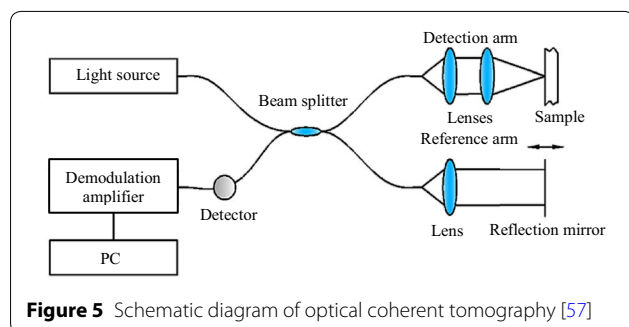 Detection arm
Light source
Beam splitter
Lenses
Sample
Reference arm
Demodulation
amplifier
Detector
Lens
Reflection mirror
PC
Figure 5 Schematic diagram of optical coherent tomography [57]